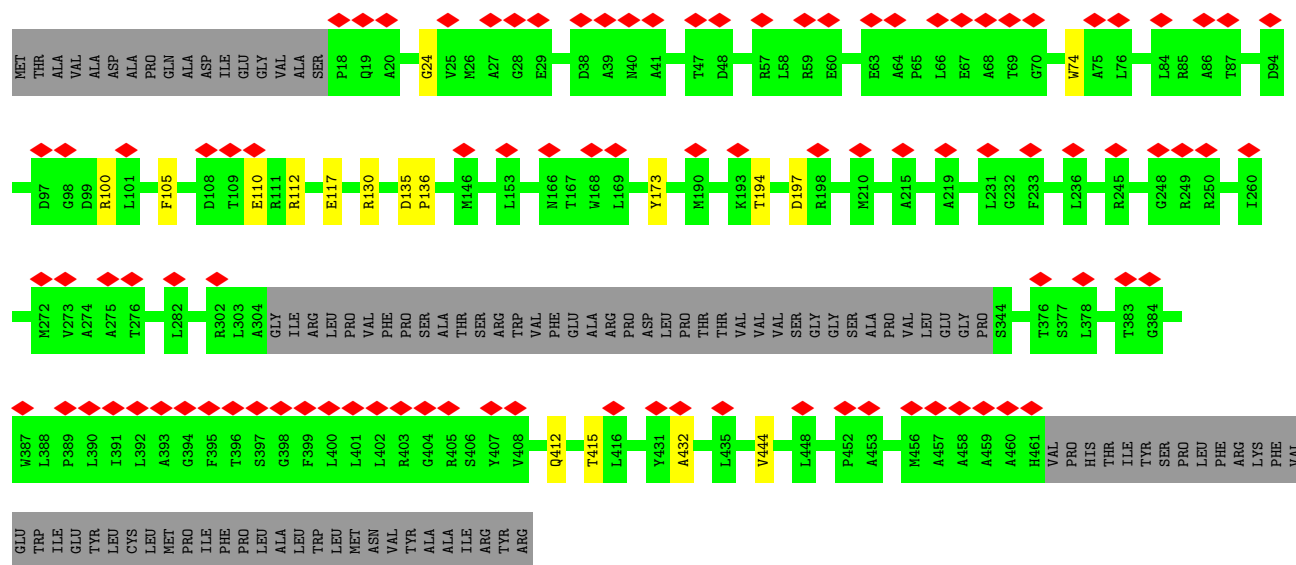 MET THR ALA VAL ALA ASP ALA PRO GLN ALA ASP ILE GLU GLY VAL ALA SER P18 Q19 A20 G24 V25 M26 A27 G28 E29 D38 A39 N40 A41 T47 D48 R57 L58 R59 E60 E63 A64 P65 L66 E67 A68 T69 G70 W74 A75 L76 L84 R85 A86 T87 D94
D97 G98 D99 R100 L101 F105 D108 T109 E110 R111 R112 E117 R130 D135 P136 M146 L153 N166 T167 W168 L169 Y173 M190 K193 T194 D197 R198 M210 A215 A219 L231 G232 F233 L236 R245 G248 R249 R250 I260
M272 V273 A274 A275 T276 L282 R302 L303 A304 GLY ILE ARG LEU PRO VAL PHE PRO SER ALA THR SER ARG TRP VAL PHE GLU ALA ARG PRO ASP LEU PRO THR THR VAL VAL VAL SER GLY GLY SER ALA PRO VAL LEU GLU GLY PRO S344 T376 S377 L378 T383 G384
W387 L388 P389 L390 I391 L392 A393 G394 F395 T396 S397 G398 F399 L400 L401 L402 R403 G404 R405 S406 Y407 V408 Q412 T415 L416 Y431 A432 L435 V444 L448 P452 A453 M456 A457 A458 A459 A460 H461 VAL PRO HIS THR ILE TYR SER PRO LEU PHE ARG LYS PHE VAL
GLU TRP ILE GLU TYR LEU CYS LEU MET PRO ILE PHE PRO LEU ALA LEU TRP LEU MET ASN VAL TYR ALA ALA ILE ARG TYR ARG